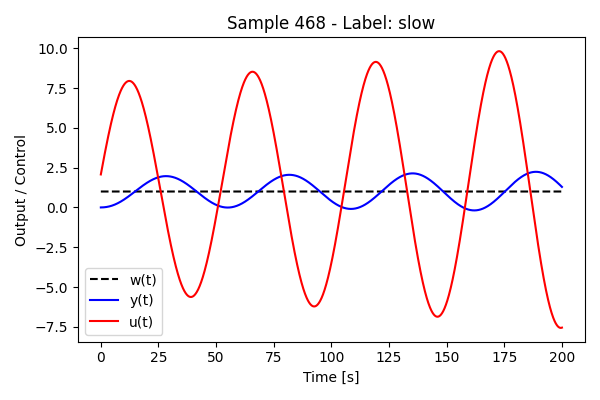 Sample 468 - Label: slow
Output / Control
10.0
7.5
5.0
2.5
0.0
−2.5
−5.0
−7.5
w(t)
y(t)
u(t)
0
25
50
75
100
125
150
175
200
Time [s]